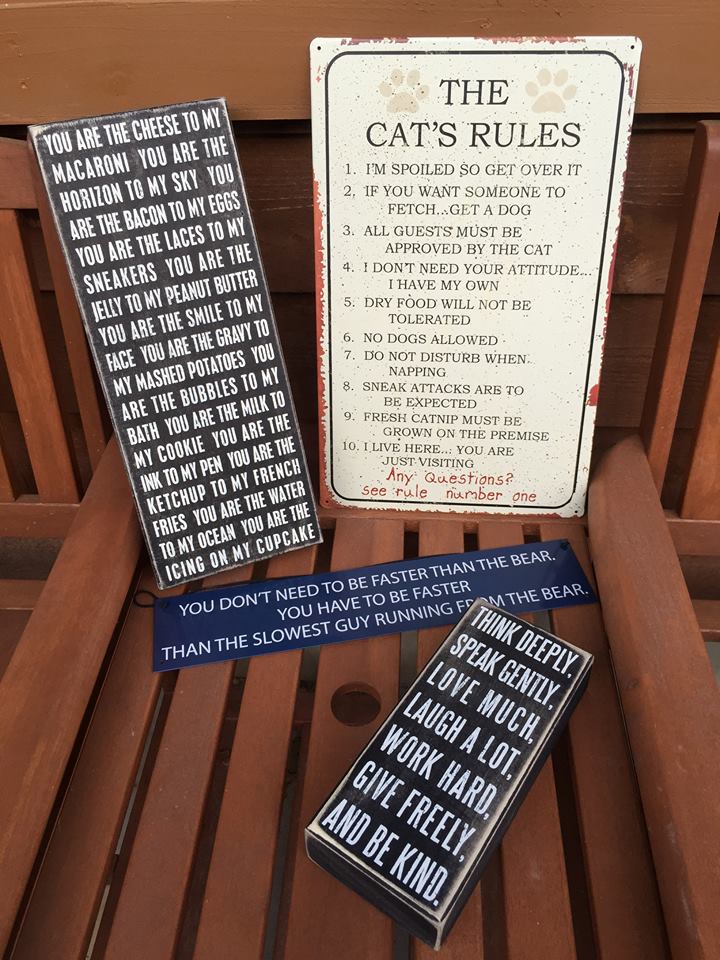 YOU ARE THE CHEESE TO MY
MACARONI YOU ARE THE
HORIZON TO MY SKY YOU
ARE THE BACON TO MY EGGS
YOU ARE THE LACES TO MY
SNEAKERS YOU ARE THE
JELLY TO MY PEANUT BUTTER
YOU ARE THE SMILE TO MY
FACE YOU ARE THE GRAVY TO
MY MASHED POTATOES YOU
ARE THE BUBBLES TO MY
BATH YOU ARE THE MILK TO
MY COOKIE YOU ARE THE
INK TO MY PEN YOU ARE THE
KETCHUP TO MY FRENCH
FRIES YOU ARE THE WATER
TO MY OCEAN YOU ARE THE
ICING ON MY CUPCAKE
THE
CAT'S RULES
1. I'M SPOILED SO GET OVER IT
2. IF YOU WANT SOMEONE TO
FETCH...GET A DOG
3. ALL GUESTS MUST BE
APPROVED BY THE CAT
4. I DON'T NEED YOUR ATTITUDE...
I HAVE MY OWN
5. DRY FOOD WILL NOT BE
TOLERATED
6. NO DOGS ALLOWED
7. DO NOT DISTURB WHEN
NAPPING
8. SNEAK ATTACKS ARE TO
BE EXPECTED
9. FRESH CATNIP MUST BE
GROWN ON THE PREMISE
10. I LIVE HERE... YOU ARE
JUST VISITING
Any Questions?
see rule number one
YOU DON'T NEED TO BE FASTER THAN THE BEAR.
YOU HAVE TO BE FASTER
THAN THE SLOWEST GUY RUNNING FROM THE BEAR.
THINK DEEPLY,
SPEAK GENTLY,
LOVE MUCH,
LAUGH A LOT,
WORK HARD,
GIVE FREELY,
AND BE KIND.